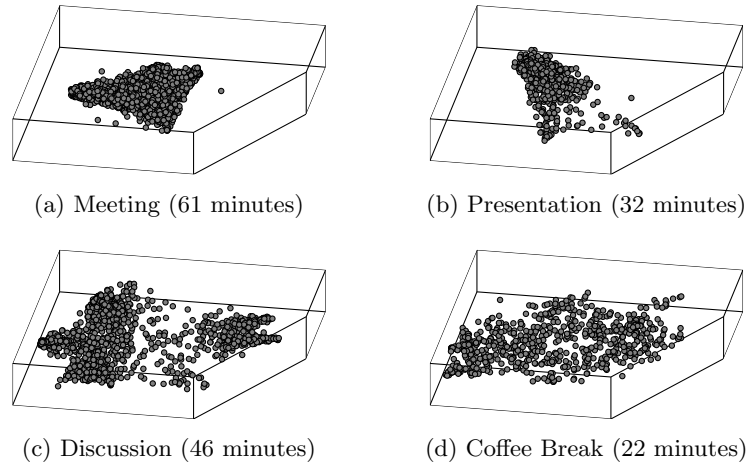 (a) Meeting (61 minutes)
(b) Presentation (32 minutes)
(c) Discussion (46 minutes)
(d) Coffee Break (22 minutes)